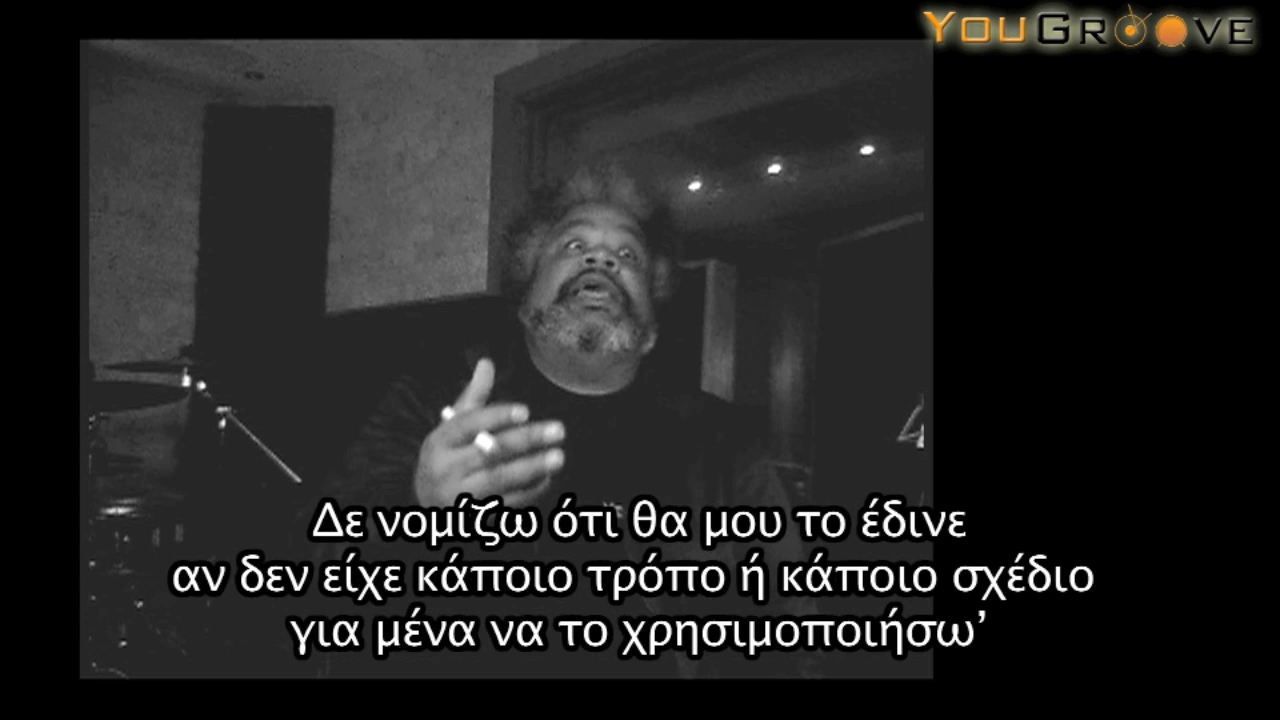 YouGroove
Δε νομίζω ότι θα μου το έδινε
αν δεν είχε κάποιο τρόπο ή κάποιο σχέδιο
για μένα να το χρησιμοποιήσω’